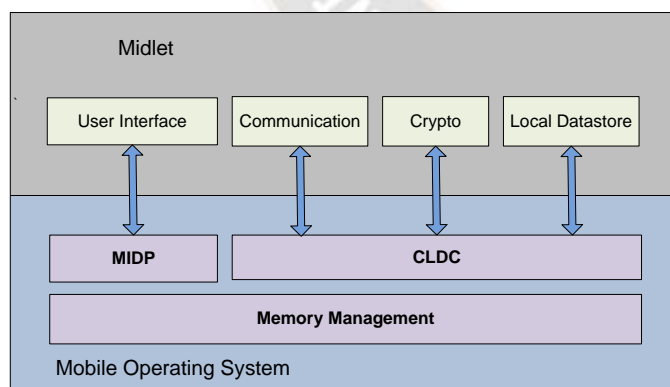 Midlet
User Interface
Communication
Crypto
Local Datastore
MIDP
CLDC
Memory Management
Mobile Operating System